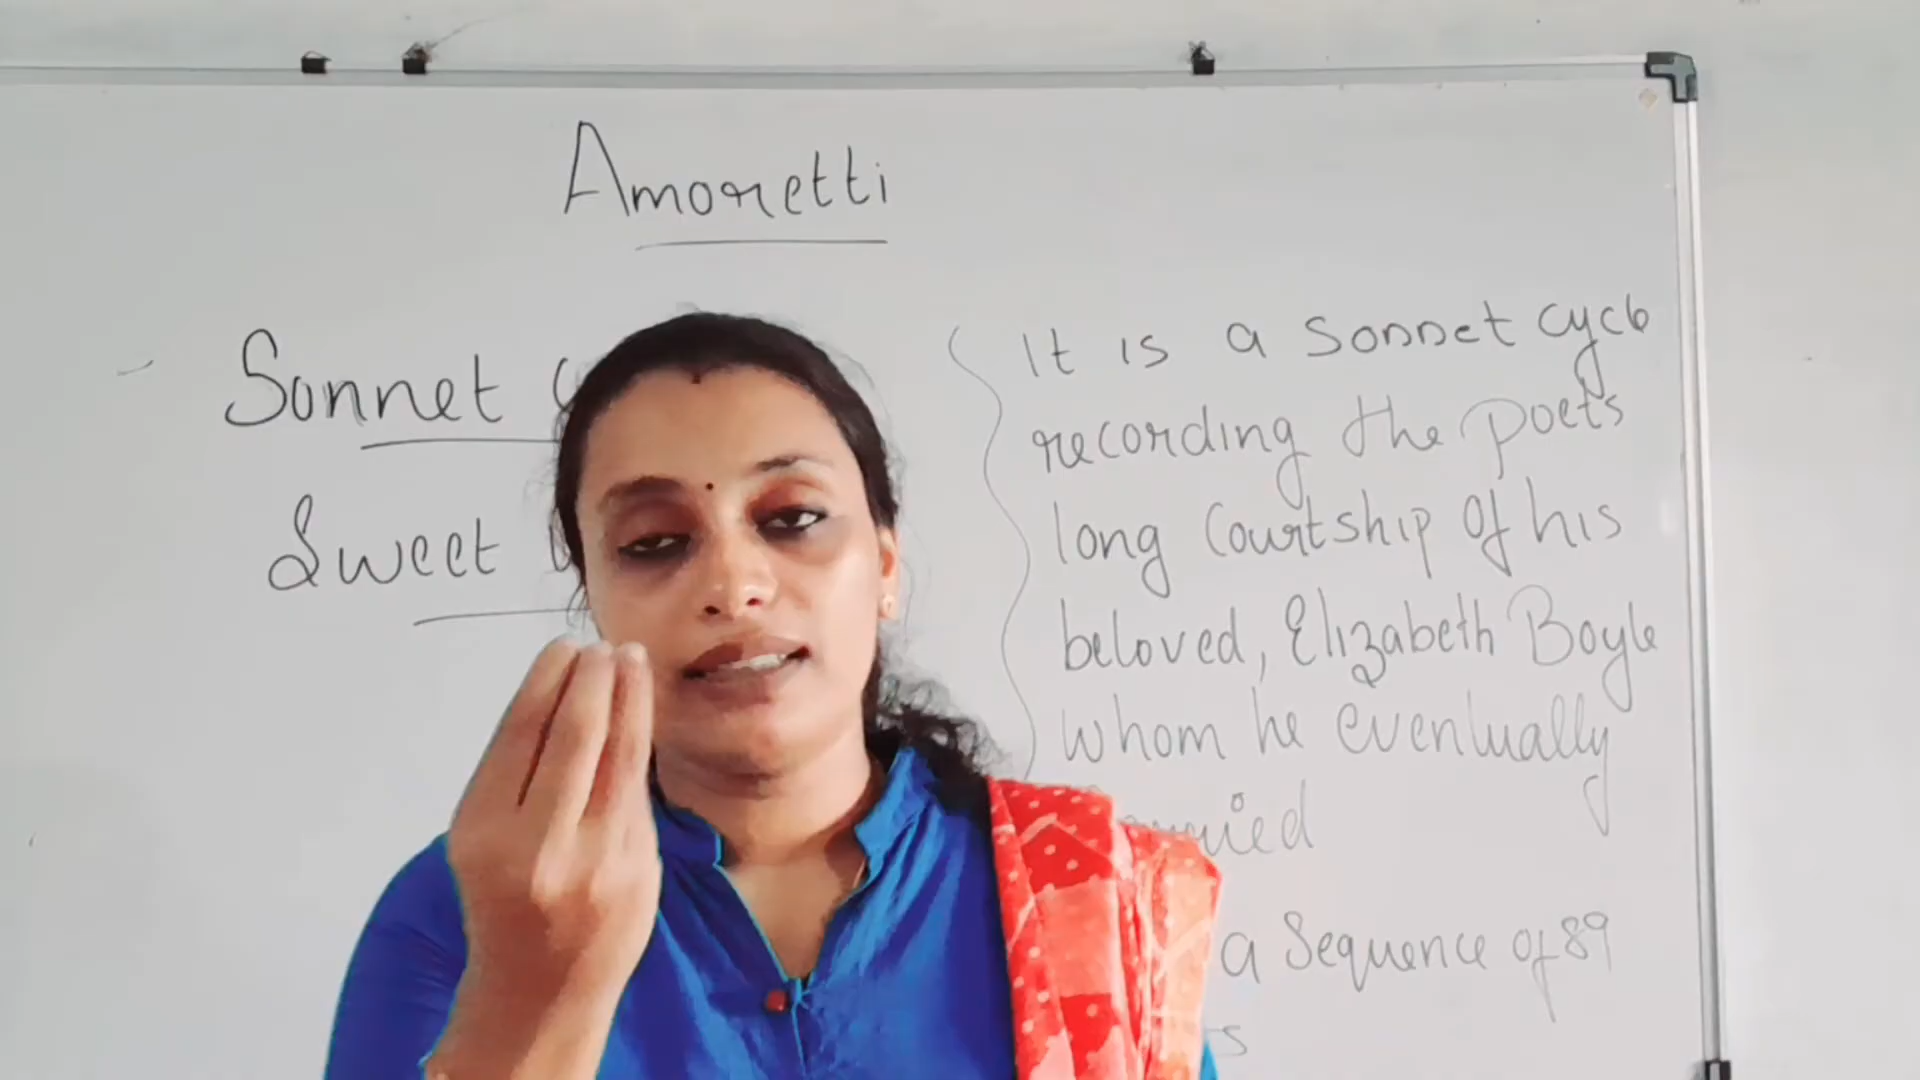 Amoretti
Sonnet
Sweet
It is a Sonnet cycle
recording the poets
long Courtship of his
beloved, Elizabeth Boyle
whom he eventually
a Sequence of 89